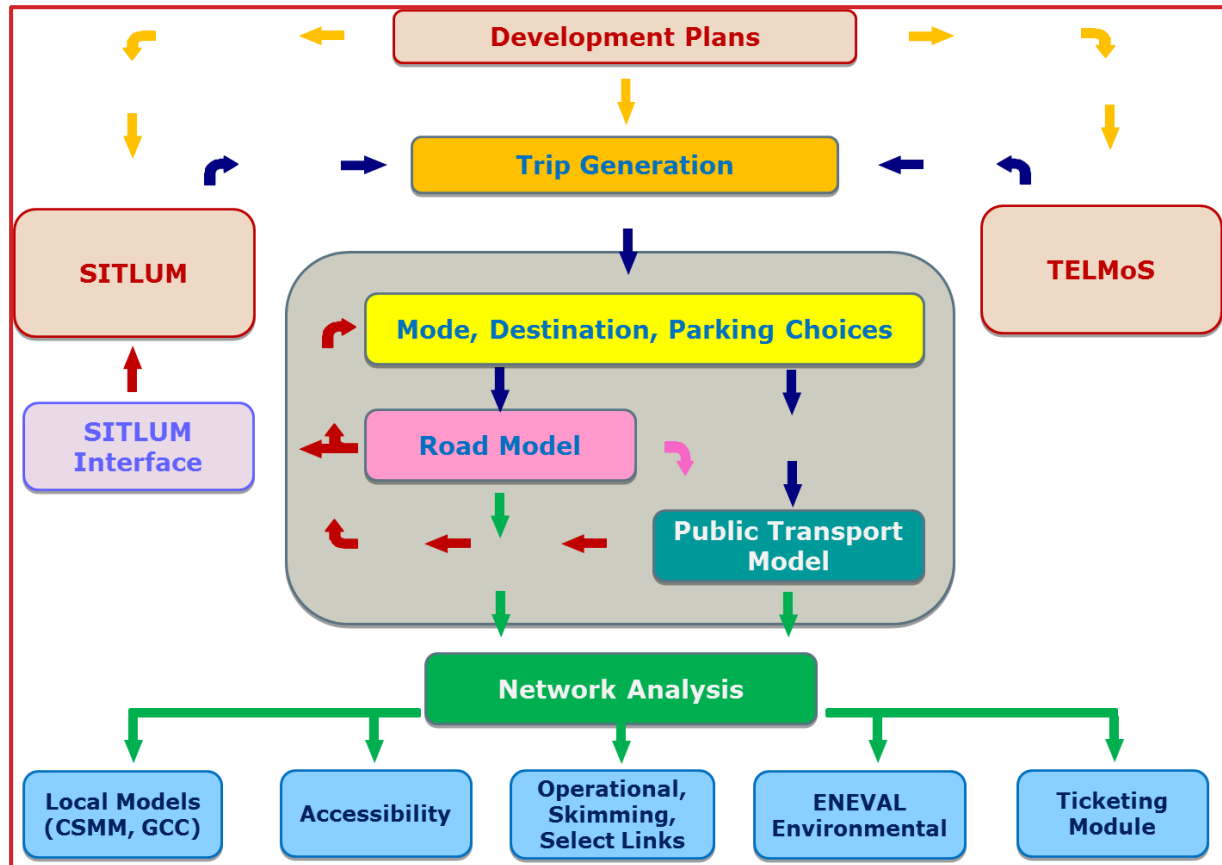 Development Plans
Trip Generation
SITLUM
TELMoS
Mode, Destination, Parking Choices
SITLUM
Interface
Road Model
Public Transport
Model
Network Analysis
Local Models
(CSMM, GCC)
Accessibility
Operational,
Skimming,
Select Links
ENEVAL
Environmental
Ticketing
Module